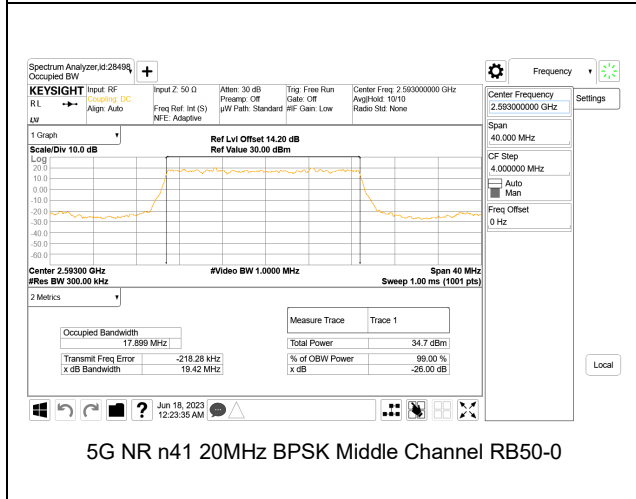 Spectrum Analyzer,id:28498,
Occupied BW
Frequency
KEYSIGHT Input: RF Input Z: 50 Ω Atten: 30 dB Trig: Free Run Center Freq: 2.593000000 GHz
RL Coupling: DC Preamp: Off Gate: Off Avg|Hold: 10/10
Align: Auto Freq Ref: Int (S) µW Path: Standard #IF Gain: Low Radio Std: None
NFE: Adaptive
LXI
Center Frequency
2.593000000 GHz
Settings
Span
40.000 MHz
CF Step
4.000000 MHz
Auto
Man
Freq Offset
0 Hz
1 Graph
Ref Lvl Offset 14.20 dB
Scale/Div 10.0 dB Ref Value 30.00 dBm
Log
20.0
10.0
0.00
-10.0
-20.0
-30.0
-40.0
-50.0
-60.0
Center 2.59300 GHz #Video BW 1.0000 MHz Span 40 MHz
#Res BW 300.00 kHz Sweep 1.00 ms (1001 pts)
2 Metrics
Measure Trace Trace 1
Occupied Bandwidth
17.899 MHz Total Power 34.7 dBm
Transmit Freq Error -218.28 kHz % of OBW Power 99.00 %
x dB Bandwidth 19.42 MHz x dB -26.00 dB
Local
? Jun 18, 2023
12:23:35 AM
5G NR n41 20MHz BPSK Middle Channel RB50-0